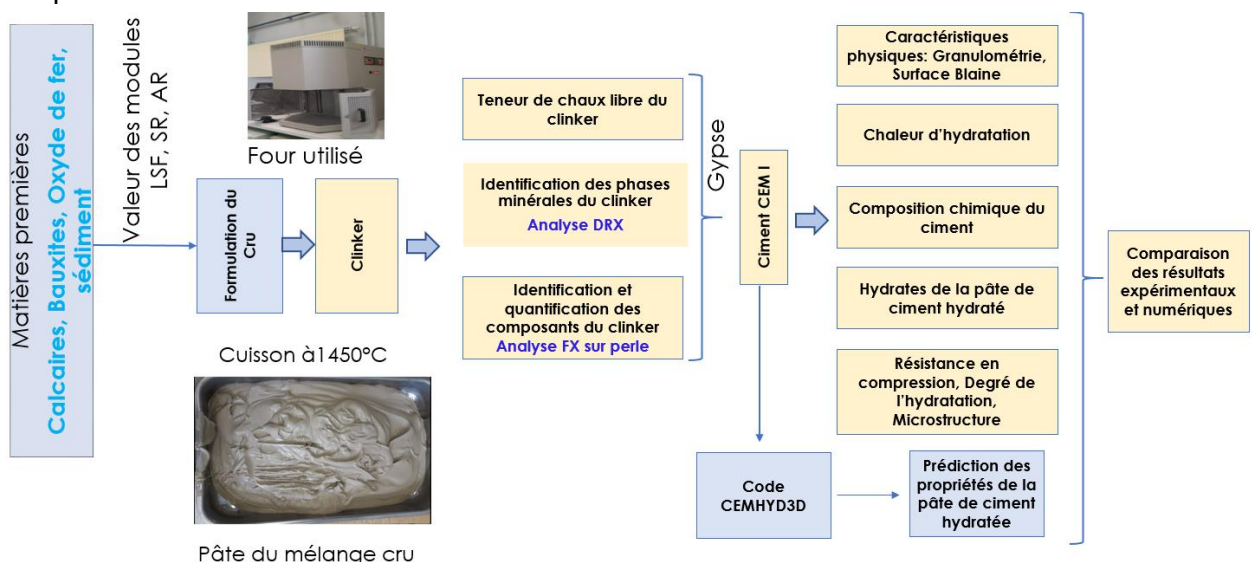 Matières premières
Calcaires, Bauxites, Oxyde de fer,
sédiment
Valeur des modules
LSF, SR, AR
Four utilisé
Formulation du
Cru
Clinker
Cuisson à1450°C
Pâte du mélange cru
Teneur de chaux libre du
clinker
Identification des phases
minérales du clinker
Analyse DRX
Identification et
quantification des
composants du clinker
Analyse FX sur perle
Gypse
Ciment CEM I
Code
CEMHYD3D
Caractéristiques
physiques: Granulométrie,
Surface Blaine
Chaleur d’hydratation
Composition chimique du
ciment
Hydrates de la pâte de
ciment hydraté
Résistance en
compression, Degré de
l’hydratation,
Microstructure
Prédiction des
propriétés de la
pâte de ciment
hydratée
Comparaison
des résultats
expérimentaux
et numériques